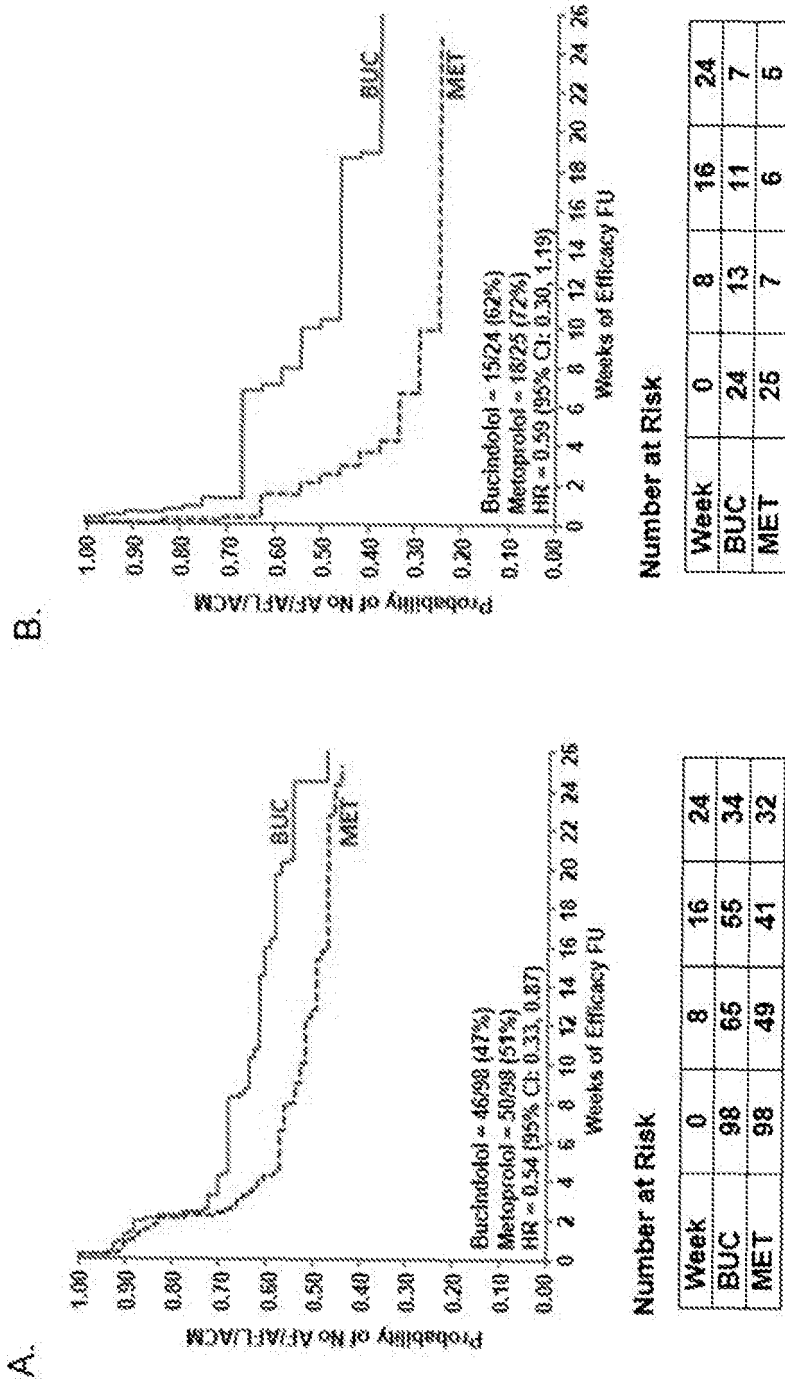 A.
Probability of No AF/AFL/ACM
1.00
0.90
0.80
0.70
0.60
0.50
0.40
0.30
0.20
0.10
0.00
BUC
MET
Bucindolol = 46/98 (47%)
Metoprolol = 50/98 (51%)
HR = 0.54 (95% CI: 0.33, 0.87)
0 2 4 6 8 10 12 14 16 18 20 22 24 26
Weeks of Efficacy FU
Number at Risk
Week 0 8 16 24
BUC 98 65 55 34
MET 98 49 41 32
B.
Probability of No AF/AFL/ACM
1.00
0.90
0.80
0.70
0.60
0.50
0.40
0.30
0.20
0.10
0.00
BUC
MET
Bucindolol = 15/24 (62%)
Metoprolol = 18/25 (72%)
HR = 0.59 (95% CI: 0.30, 1.19)
0 2 4 6 8 10 12 14 16 18 20 22 24 26
Weeks of Efficacy FU
Number at Risk
Week 0 8 16 24
BUC 24 13 11 7
MET 25 7 6 5